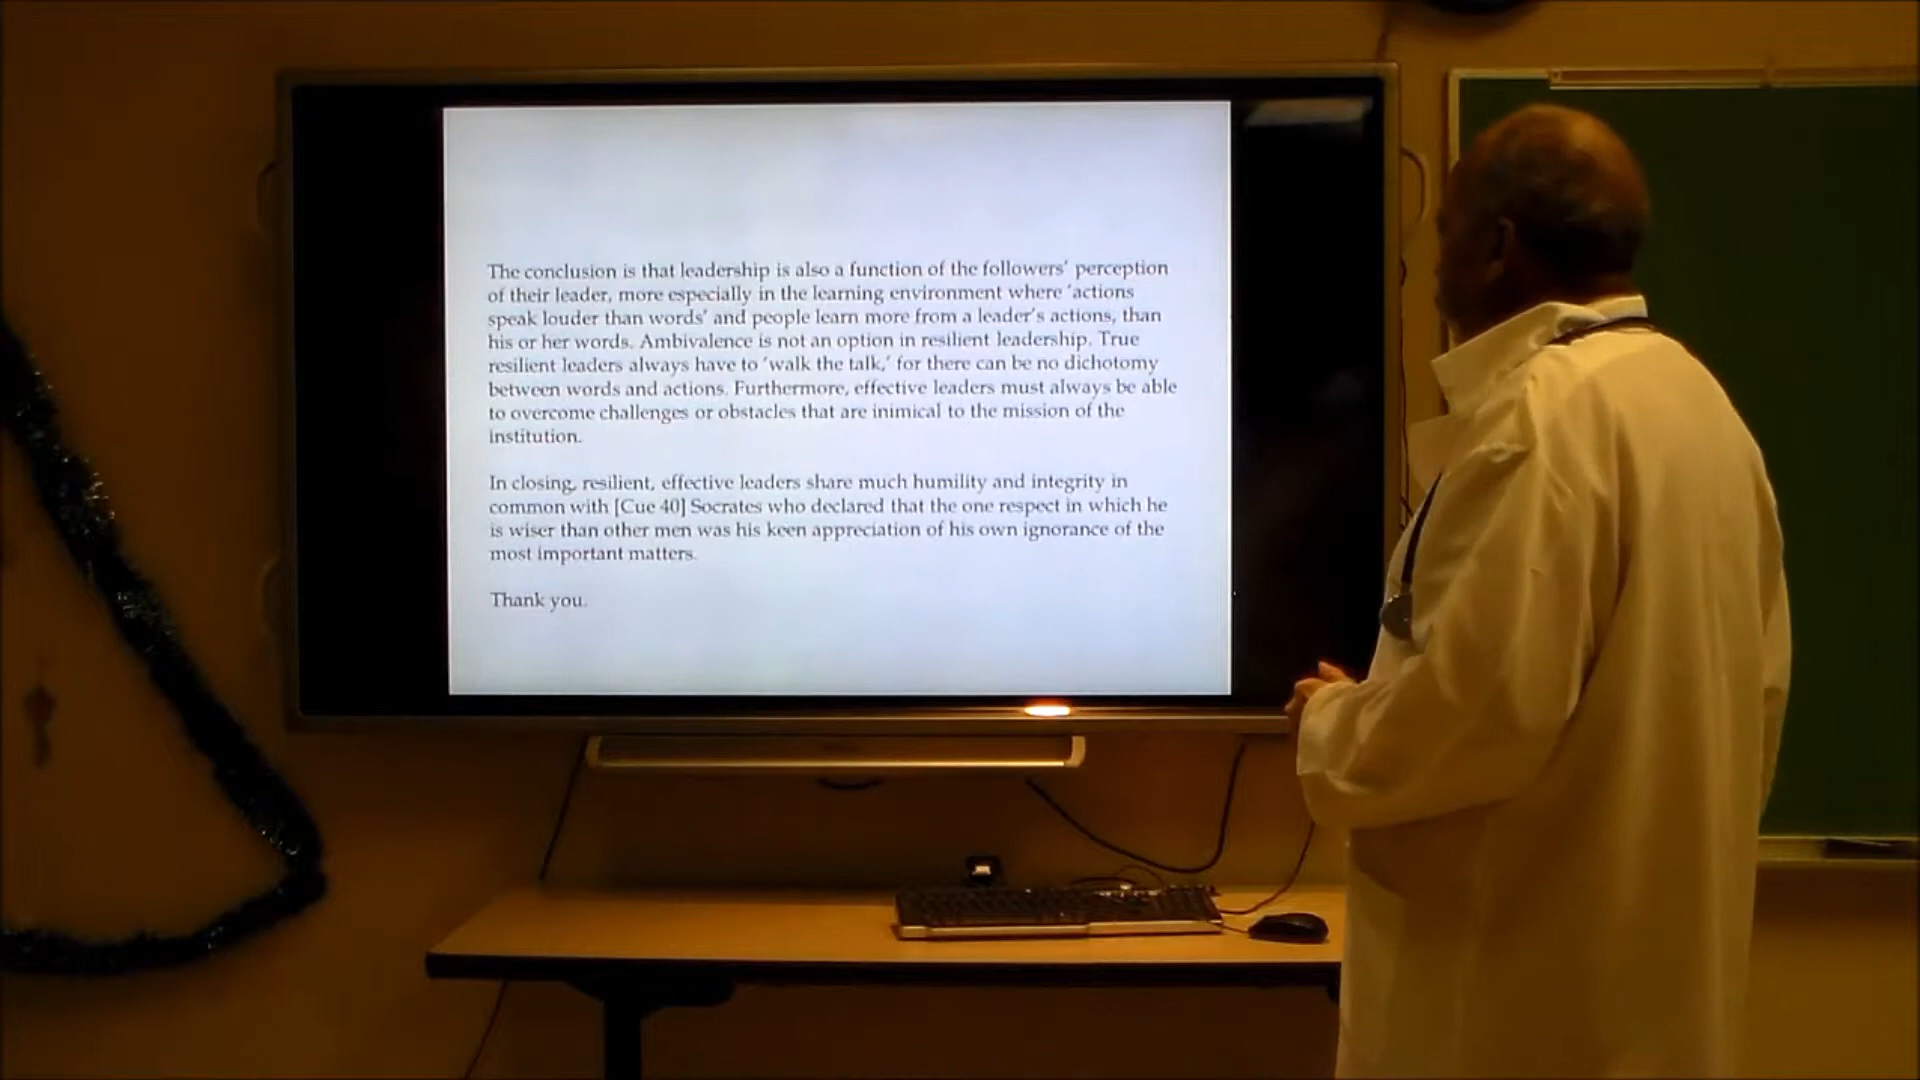 The conclusion is that leadership is also a function of the followers' perception
of their leader, more especially in the learning environment where 'actions
speak louder than words' and people learn more from a leader's actions, than
his or her words. Ambivalence is not an option in resilient leadership. True
resilient leaders always have to 'walk the talk,' for there can be no dichotomy
between words and actions. Furthermore, effective leaders must always be able
to overcome challenges or obstacles that are inimical to the mission of the
institution.
In closing, resilient, effective leaders share much humility and integrity in
common with [Cue 40] Socrates who declared that the one respect in which he
is wiser than other men was his keen appreciation of his own ignorance of the
most important matters.
Thank you.